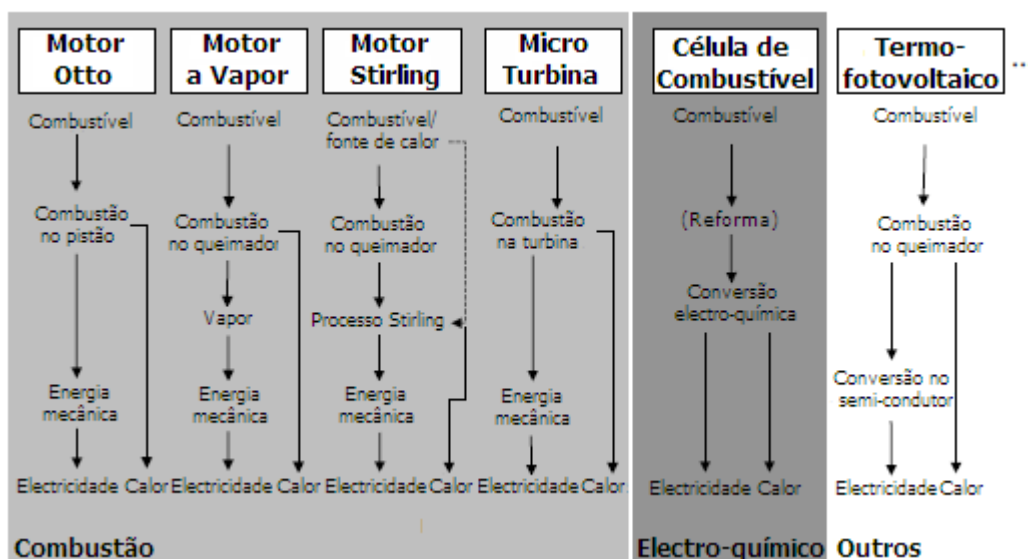 Motor
Otto
Combustível
Combustão
no pistão
Energia
mecânica
Electricidade Calor
Motor
a Vapor
Combustível
Combustão
no queimador
Vapor
Energia
mecânica
Electricidade Calor
Motor
Stirling
Combustível/
fonte de calor
Combustão
no queimador
Processo Stirling
Energia
mecânica
Electricidade Calor
Micro
Turbina
Combustível
Combustão
na turbina
Energia
mecânica
Electricidade Calor
Combustão
Célula de
Combustível
Combustível
(Reforma)
Conversão
electro-química
Electricidade Calor
Electro-químico
Termo-
fotovoltaico ..
Combustível
Combustão
no queimador
Conversão no
semi-condutor
Electricidade Calor
Outros